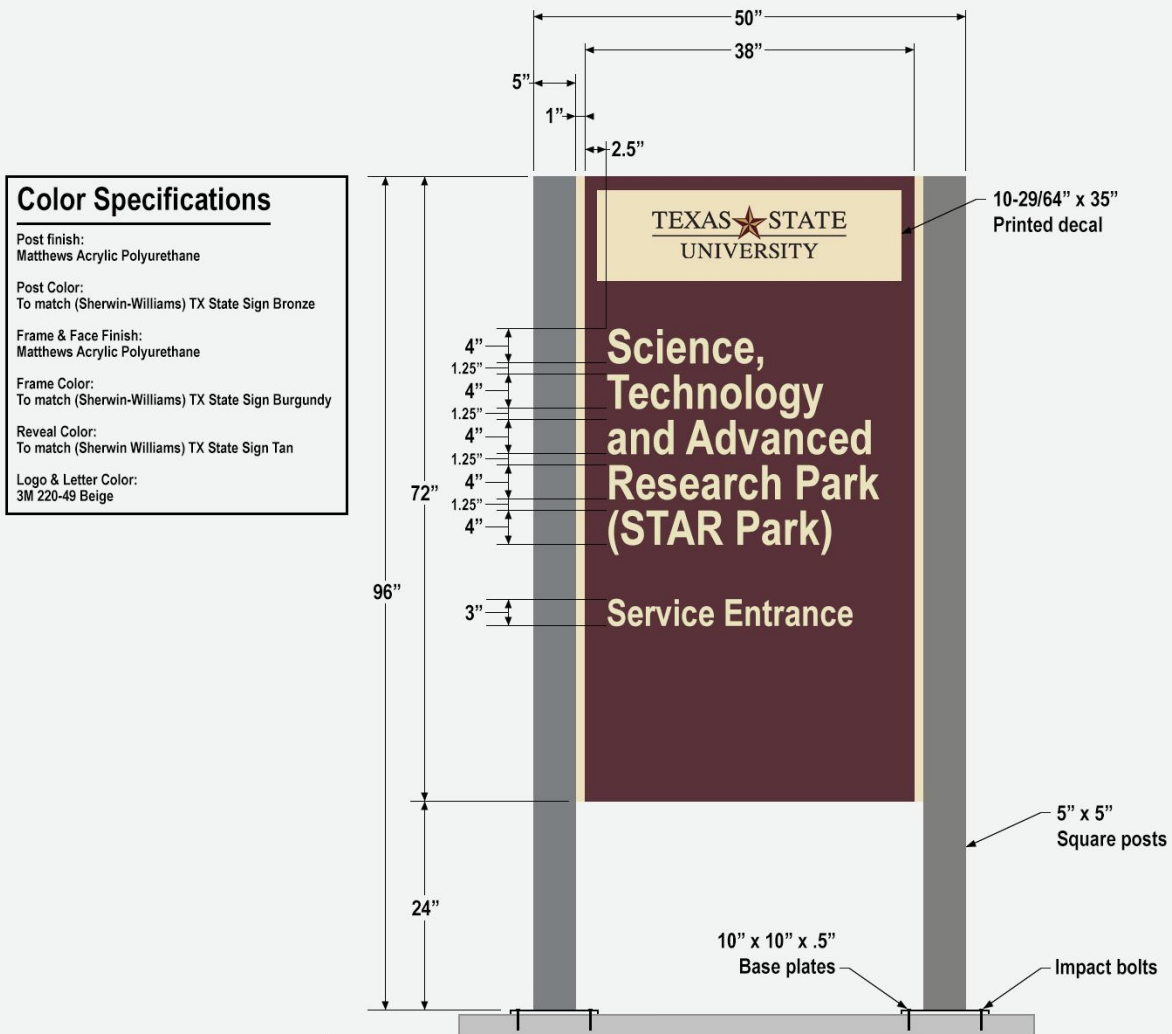 50”
38”
5”
1”
2.5”
Color Specifications
Post finish:
Matthews Acrylic Polyurethane
Post Color:
To match (Sherwin-Williams) TX State Sign Bronze
Frame & Face Finish:
Matthews Acrylic Polyurethane
Frame Color:
To match (Sherwin-Williams) TX State Sign Burgundy
Reveal Color:
To match (Sherwin Williams) TX State Sign Tan
Logo & Letter Color:
3M 220-49 Beige
TEXAS STATE
UNIVERSITY
10-29/64” x 35”
Printed decal
4”
1.25”
4”
1.25”
4”
1.25”
4”
1.25”
4”
Science,
Technology
and Advanced
Research Park
(STAR Park)
72”
96”
3”
Service Entrance
5” x 5”
Square posts
24”
10” x 10” x .5”
Base plates
Impact bolts